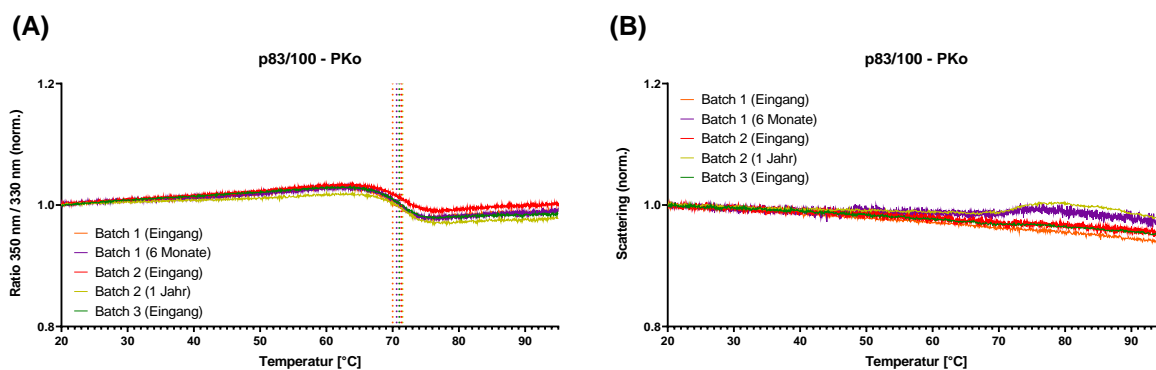 (A)
p83/100 - PKo
1.2
1.0
0.8
Ratio 350 nm / 330 nm (norm.)
Batch 1 (Eingang)
Batch 1 (6 Monate)
Batch 2 (Eingang)
Batch 2 (1 Jahr)
Batch 3 (Eingang)
20 30 40 50 60 70 80 90
Temperatur [°C]
(B)
p83/100 - PKo
1.2
1.0
0.8
Scattering (norm.)
Batch 1 (Eingang)
Batch 1 (6 Monate)
Batch 2 (Eingang)
Batch 2 (1 Jahr)
Batch 3 (Eingang)
20 30 40 50 60 70 80 90
Temperatur [°C]